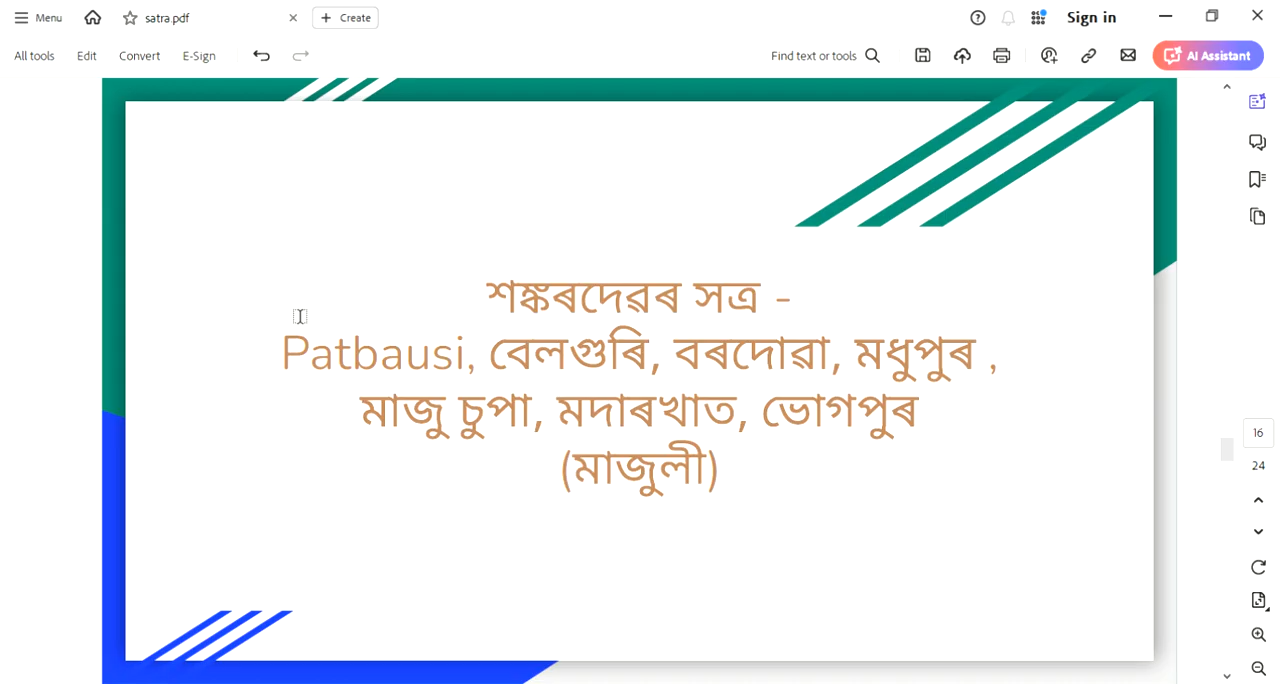 Menu
satra.pdf
Create
Sign in
All tools
Edit
Convert
E-Sign
Find text or tools
AI Assistant
শঙ্কৰদেৱৰ সত্ৰ -
Patbausi, বেলগুৰি, বৰদোৱা, মধুপুৰ ,
মাজু চুপা, মদাৰখাত, ভোগপুৰ
(মাজুলী)
16
24